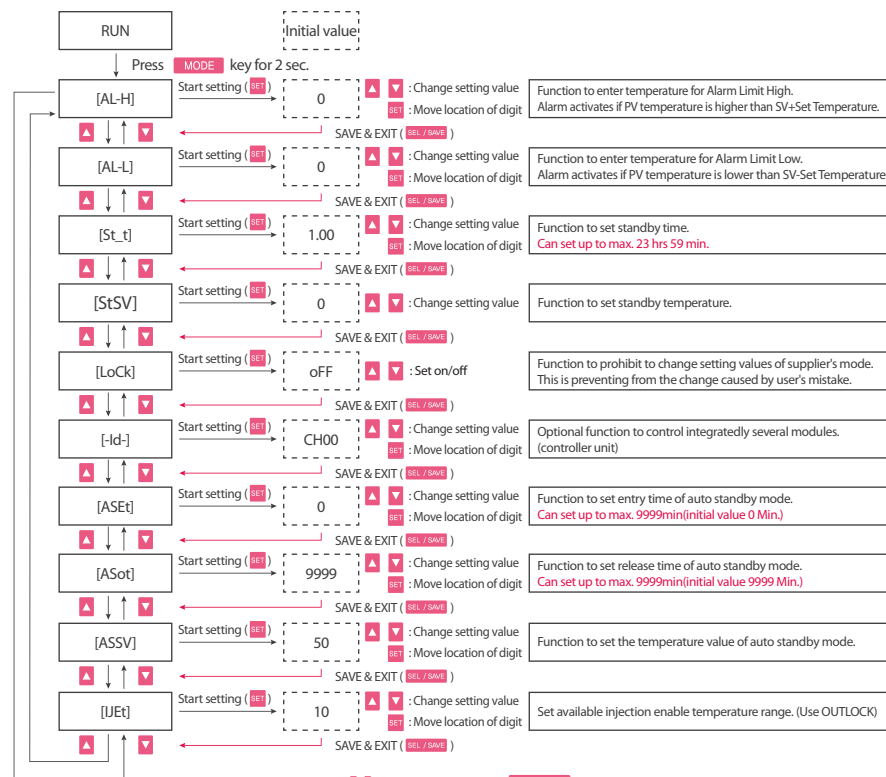 RUN
Initial value
Press MODE key for 2 sec.
[AL-H]
Start setting ( SET )
0
▲ ▼ : Change setting value
SET : Move location of digit
Function to enter temperature for Alarm Limit High.
Alarm activates if PV temperature is higher than SV+Set Temperature.
▲ ▼
SAVE & EXIT ( SEL / SAVE )
[AL-L]
Start setting ( SET )
0
▲ ▼ : Change setting value
SET : Move location of digit
Function to enter temperature for Alarm Limit Low.
Alarm activates if PV temperature is lower than SV-Set Temperature
▲ ▼
SAVE & EXIT ( SEL / SAVE )
[St_t]
Start setting ( SET )
1.00
▲ ▼ : Change setting value
SET : Move location of digit
Function to set standby time.
Can set up to max. 23 hrs 59 min.
▲ ▼
SAVE & EXIT ( SEL / SAVE )
[StSV]
Start setting ( SET )
0
▲ ▼ : Change setting value
Function to set standby temperature.
▲ ▼
SAVE & EXIT ( SEL / SAVE )
[LoCk]
Start setting ( SET )
oFF
▲ ▼ : Set on/off
Function to prohibit to change setting values of supplier's mode.
This is preventing from the change caused by user's mistake.
▲ ▼
SAVE & EXIT ( SEL / SAVE )
[-Id-]
Start setting ( SET )
CH00
▲ ▼ : Change setting value
SET : Move location of digit
Optional function to control integratedly several modules.
(controller unit)
▲ ▼
SAVE & EXIT ( SEL / SAVE )
[ASEt]
Start setting ( SET )
0
▲ ▼ : Change setting value
SET : Move location of digit
Function to set entry time of auto standby mode.
Can set up to max. 9999min(initial value 0 Min.)
▲ ▼
SAVE & EXIT ( SEL / SAVE )
[ASot]
Start setting ( SET )
9999
▲ ▼ : Change setting value
SET : Move location of digit
Function to set release time of auto standby mode.
Can set up to max. 9999min(initial value 9999 Min.)
▲ ▼
SAVE & EXIT ( SEL / SAVE )
[ASSV]
Start setting ( SET )
50
▲ ▼ : Change setting value
SET : Move location of digit
Function to set the temperature value of auto standby mode.
▲ ▼
SAVE & EXIT ( SEL / SAVE )
[IJEt]
Start setting ( SET )
10
▲ ▼ : Change setting value
SET : Move location of digit
Set available injection enable temperature range. (Use OUTLOCK)
▲ ▼
SAVE & EXIT ( SEL / SAVE )